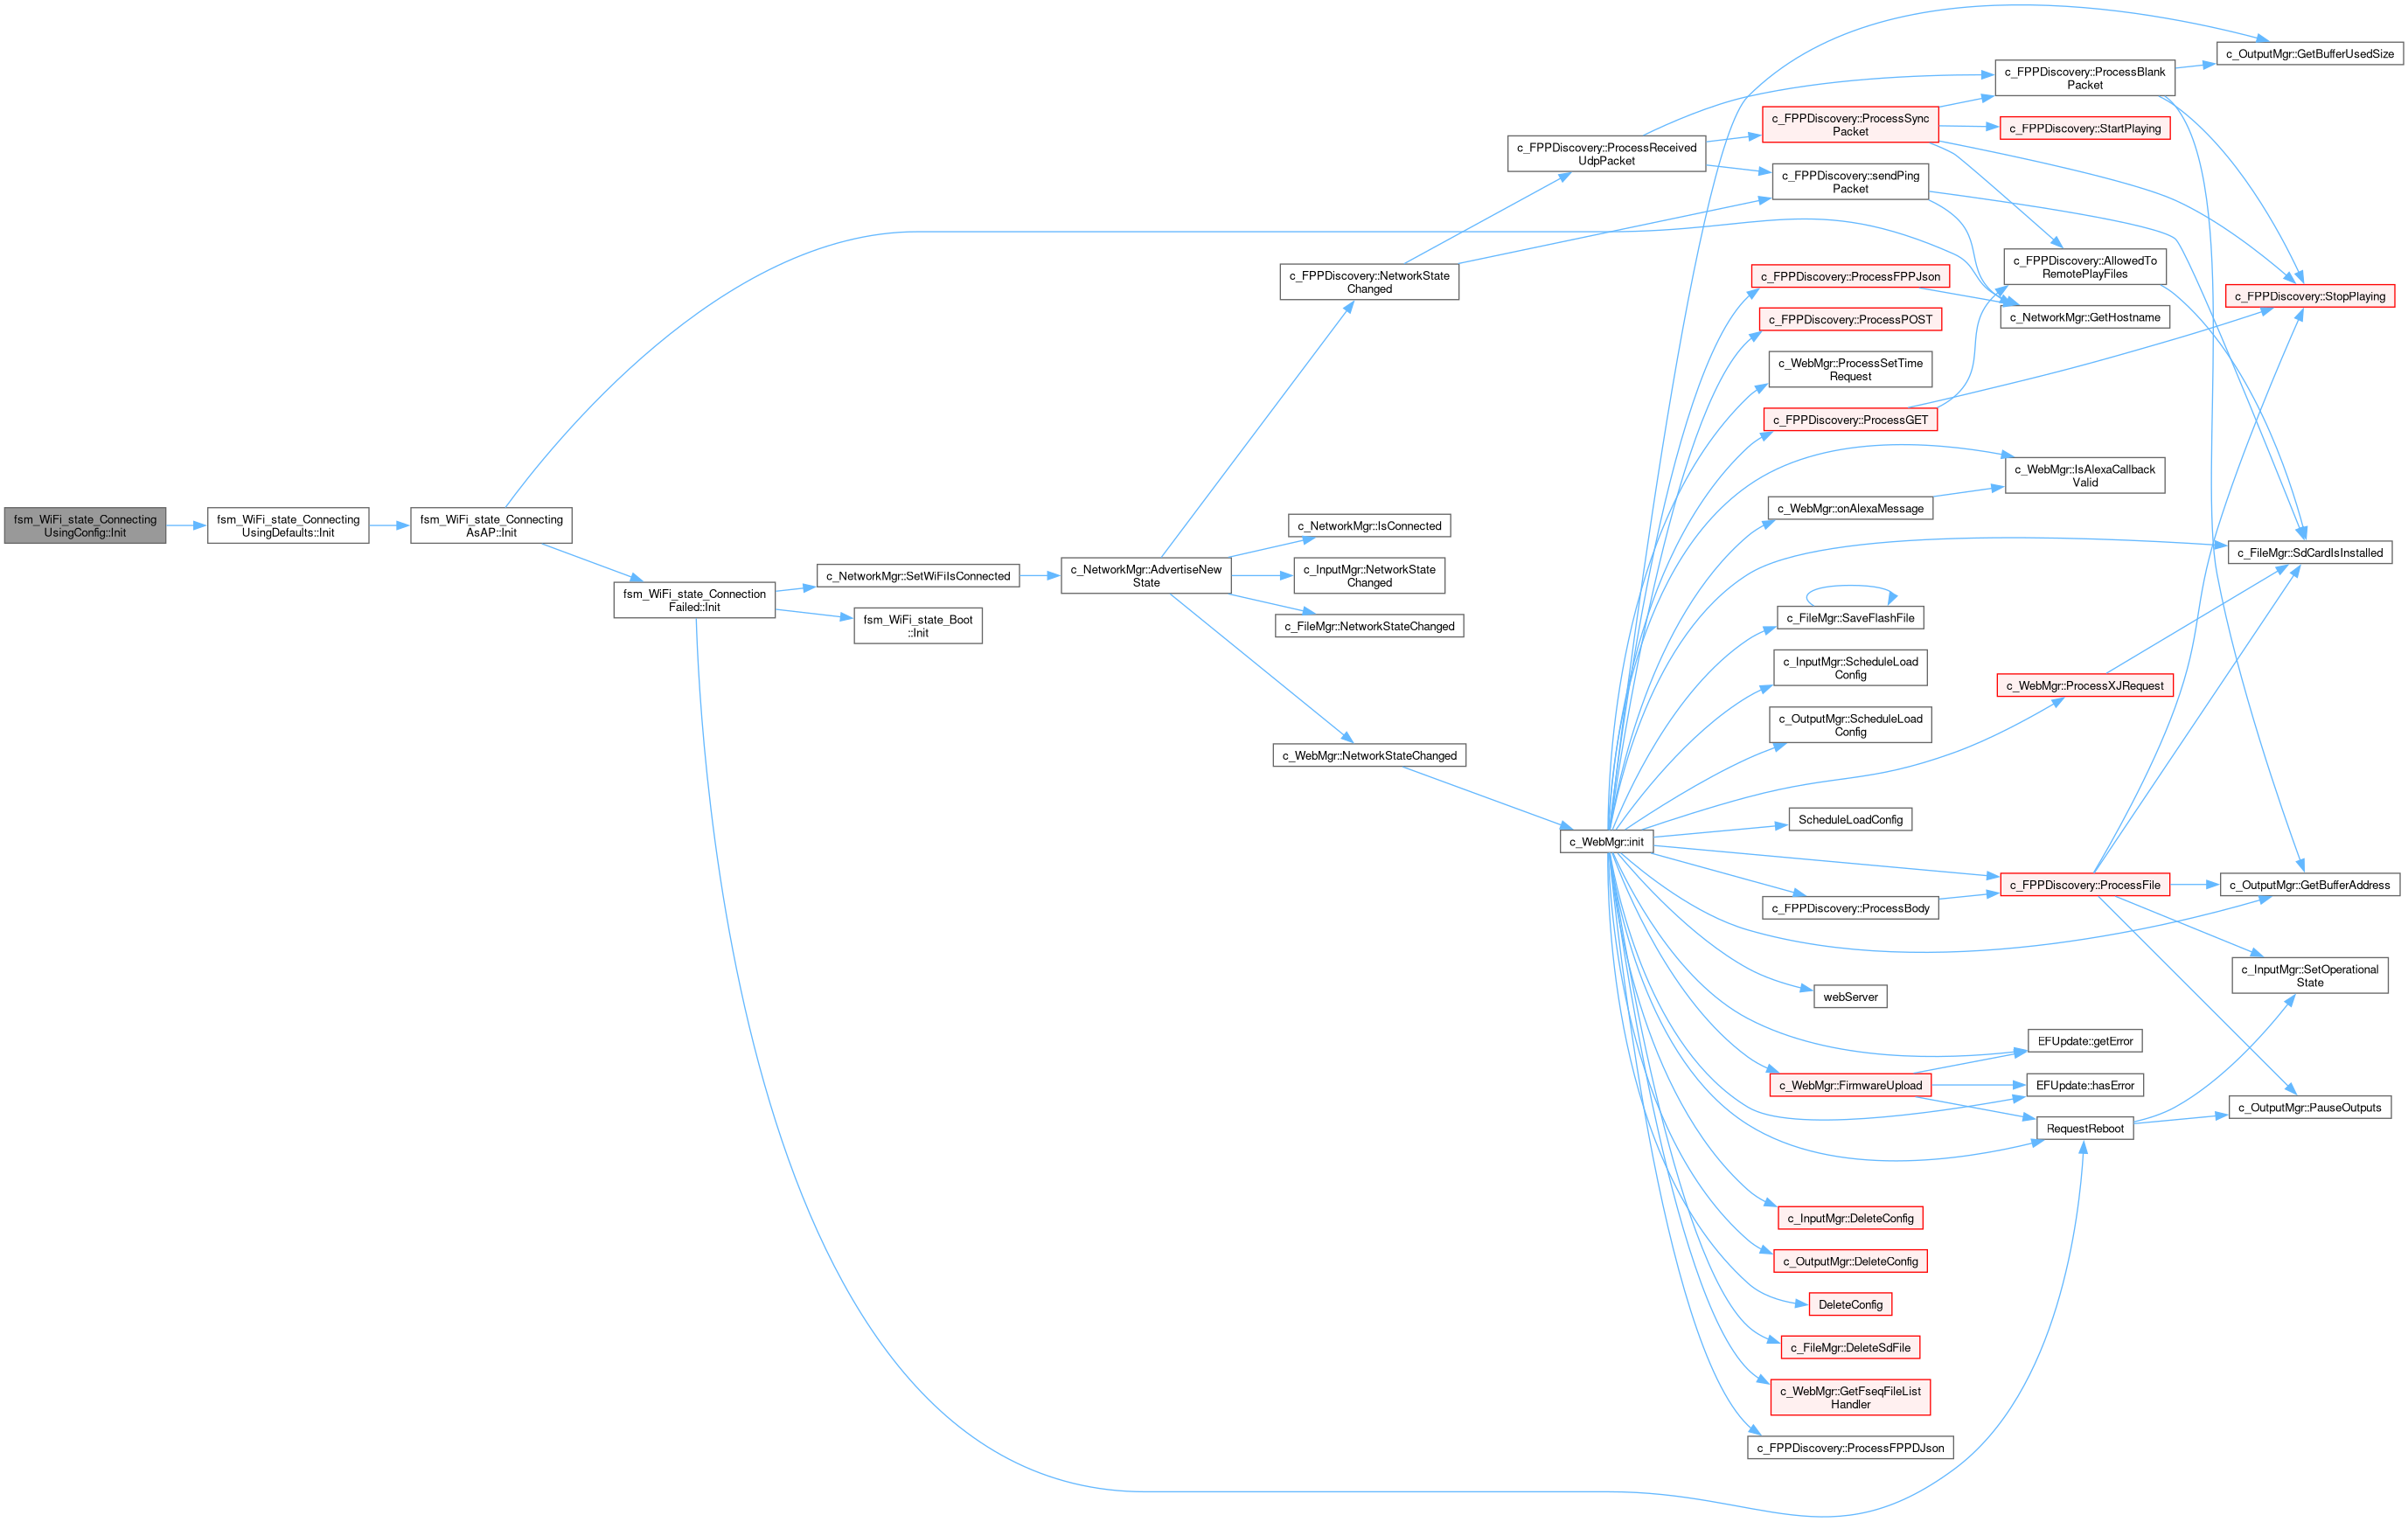 fsm_WiFi_state_Connecting
UsingConfig::Init
fsm_WiFi_state_Connecting
UsingDefaults::Init
fsm_WiFi_state_Connecting
AsAP::Init
fsm_WiFi_state_Connection
Failed::Init
c_NetworkMgr::SetWiFiIsConnected
fsm_WiFi_state_Boot
::Init
c_NetworkMgr::AdvertiseNew
State
c_FPPDiscovery::NetworkState
Changed
c_NetworkMgr::IsConnected
c_InputMgr::NetworkState
Changed
c_FileMgr::NetworkStateChanged
c_WebMgr::NetworkStateChanged
c_FPPDiscovery::ProcessReceived
UdpPacket
c_WebMgr::init
c_FPPDiscovery::ProcessSync
Packet
c_FPPDiscovery::sendPing
Packet
c_FPPDiscovery::ProcessFPPJson
c_FPPDiscovery::ProcessPOST
c_WebMgr::ProcessSetTime
Request
c_FPPDiscovery::ProcessGET
c_WebMgr::onAlexaMessage
c_FileMgr::SaveFlashFile
c_InputMgr::ScheduleLoad
Config
c_OutputMgr::ScheduleLoad
Config
ScheduleLoadConfig
c_FPPDiscovery::ProcessBody
webServer
c_WebMgr::FirmwareUpload
c_InputMgr::DeleteConfig
c_OutputMgr::DeleteConfig
DeleteConfig
c_FileMgr::DeleteSdFile
c_WebMgr::GetFseqFileList
Handler
c_FPPDiscovery::ProcessFPPDJson
c_FPPDiscovery::ProcessBlank
Packet
c_FPPDiscovery::StartPlaying
c_FPPDiscovery::AllowedTo
RemotePlayFiles
c_NetworkMgr::GetHostname
c_WebMgr::IsAlexaCallback
Valid
c_WebMgr::ProcessXJRequest
c_FPPDiscovery::ProcessFile
EFUpdate::getError
EFUpdate::hasError
RequestReboot
c_OutputMgr::GetBufferUsedSize
c_FPPDiscovery::StopPlaying
c_FileMgr::SdCardIsInstalled
c_OutputMgr::GetBufferAddress
c_InputMgr::SetOperational
State
c_OutputMgr::PauseOutputs